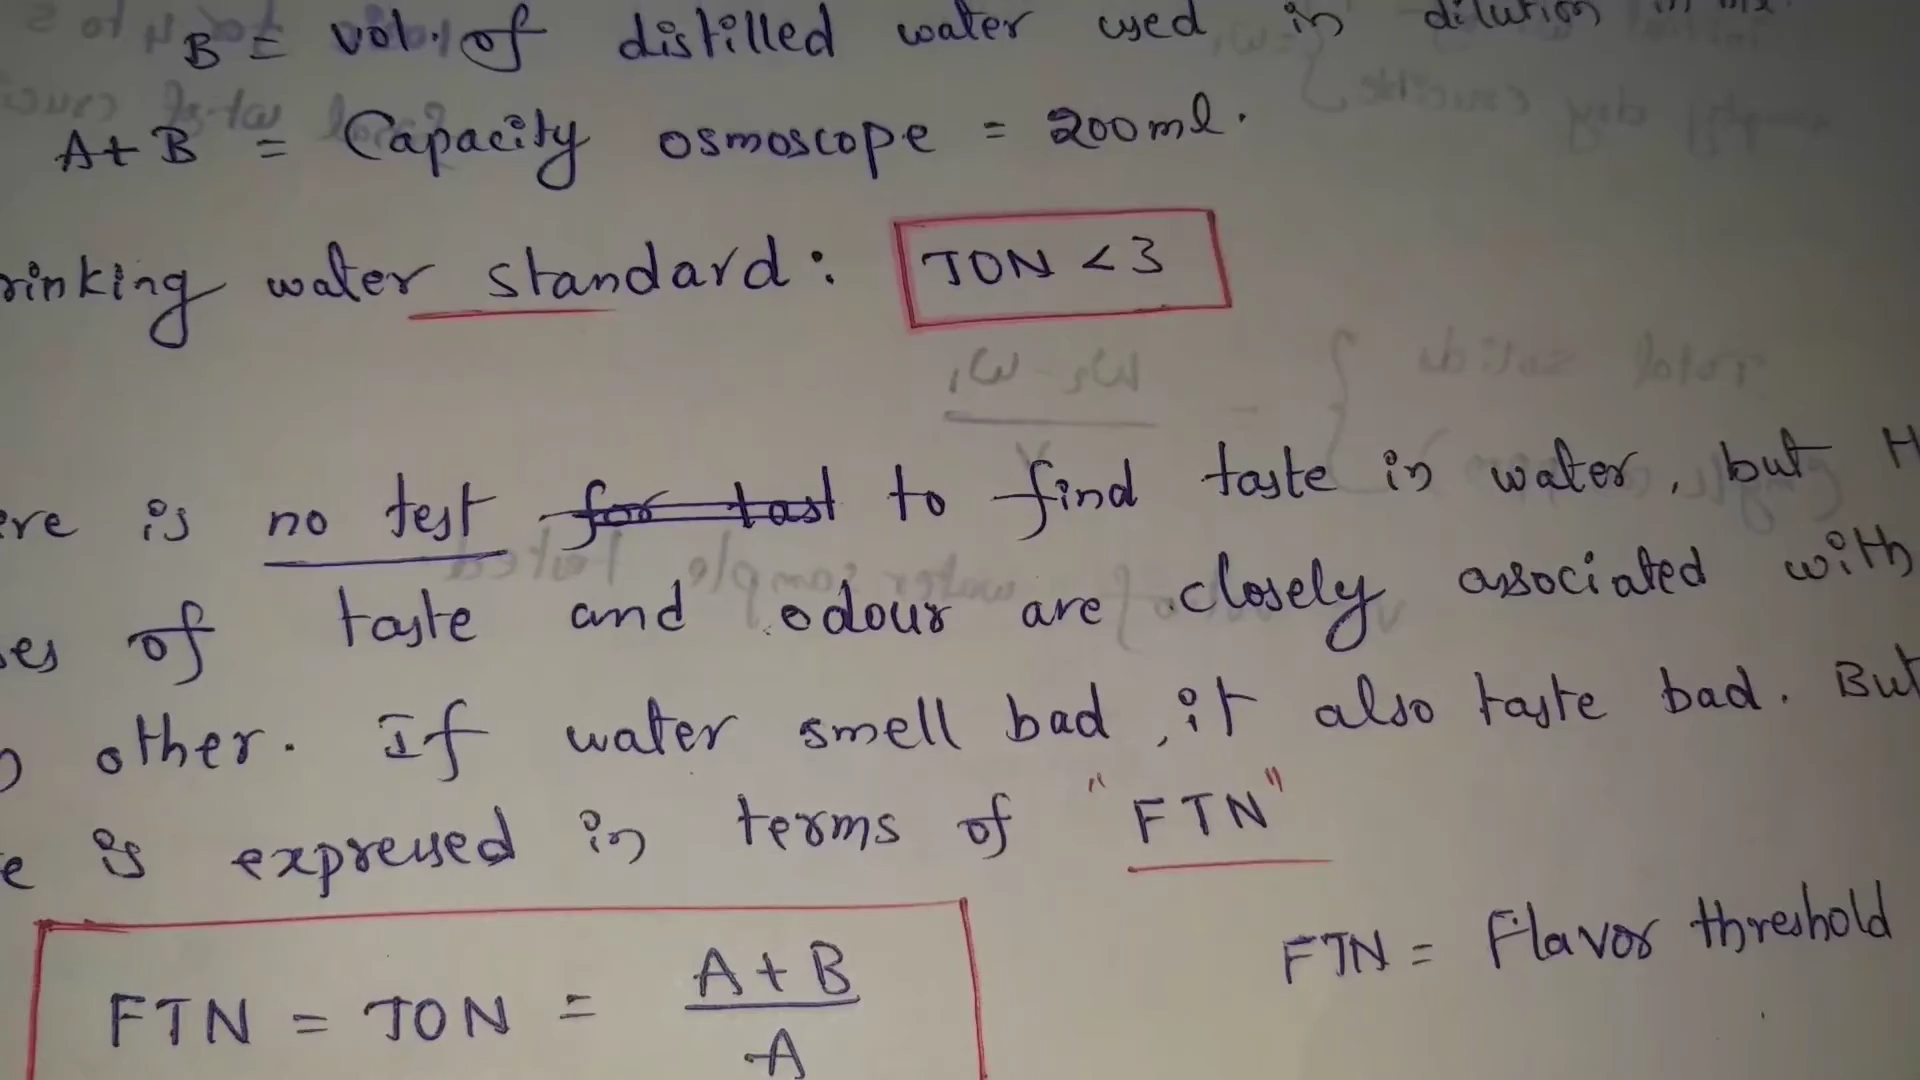 B = vol. of distilled water used in dilution in
A+B = Capacity osmoscope = 200ml.
rinking water standard: TON <3
ere is no test for tast to find taste in water, but H
es of taste and odour are closely associated with
other. If water smell bad, it also taste bad. But
e is expressed in terms of "FTN"
FTN = Flavor threshold
FTN = TON = A+B
A